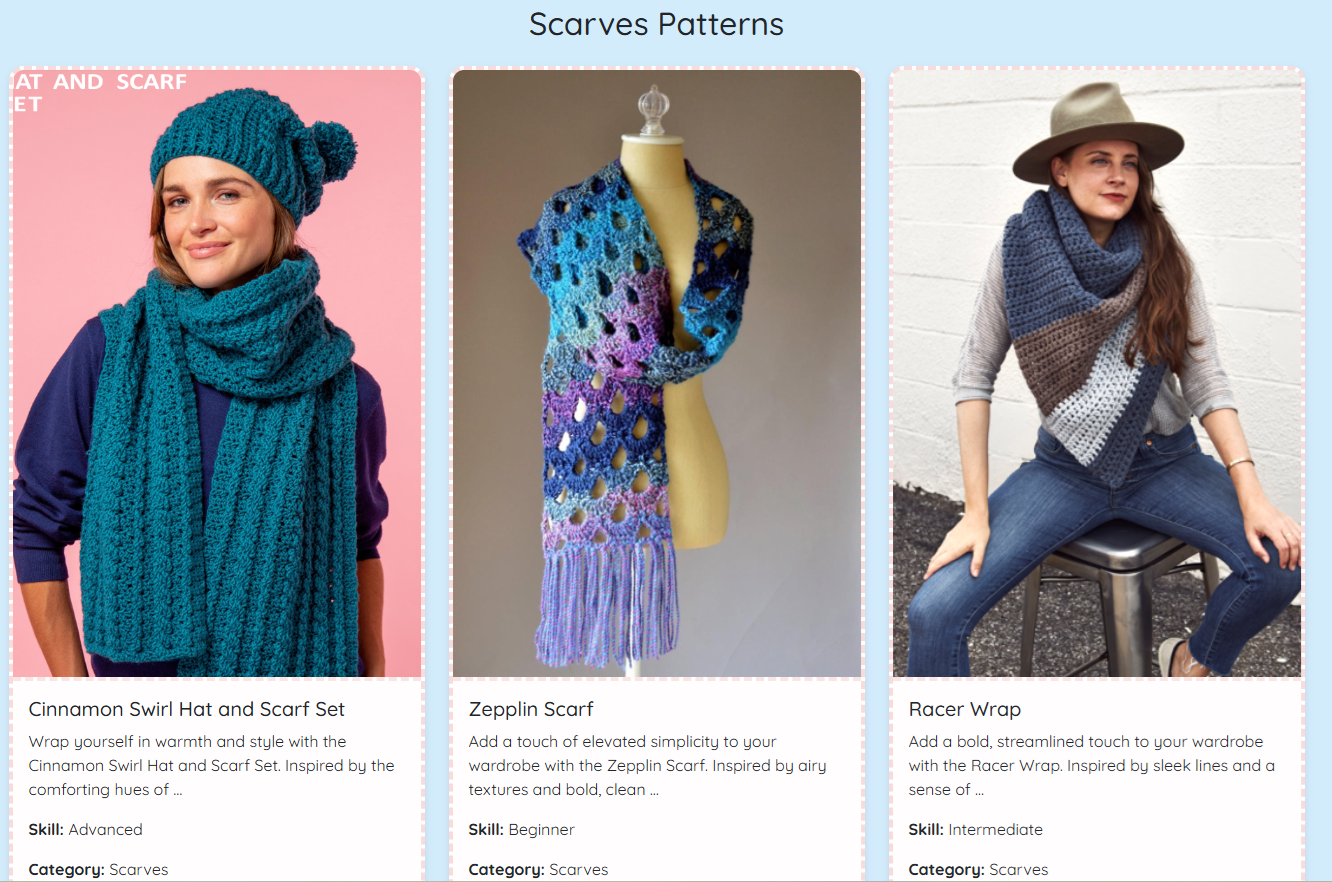 Scarves Patterns
AT AND SCARF
ET
Cinnamon Swirl Hat and Scarf Set
Wrap yourself in warmth and style with the
Cinnamon Swirl Hat and Scarf Set. Inspired by the
comforting hues of ...
Skill: Advanced
Category: Scarves
Zepplin Scarf
Add a touch of elevated simplicity to your
wardrobe with the Zepplin Scarf. Inspired by airy
textures and bold, clean ...
Skill: Beginner
Category: Scarves
Racer Wrap
Add a bold, streamlined touch to your wardrobe
with the Racer Wrap. Inspired by sleek lines and a
sense of ...
Skill: Intermediate
Category: Scarves